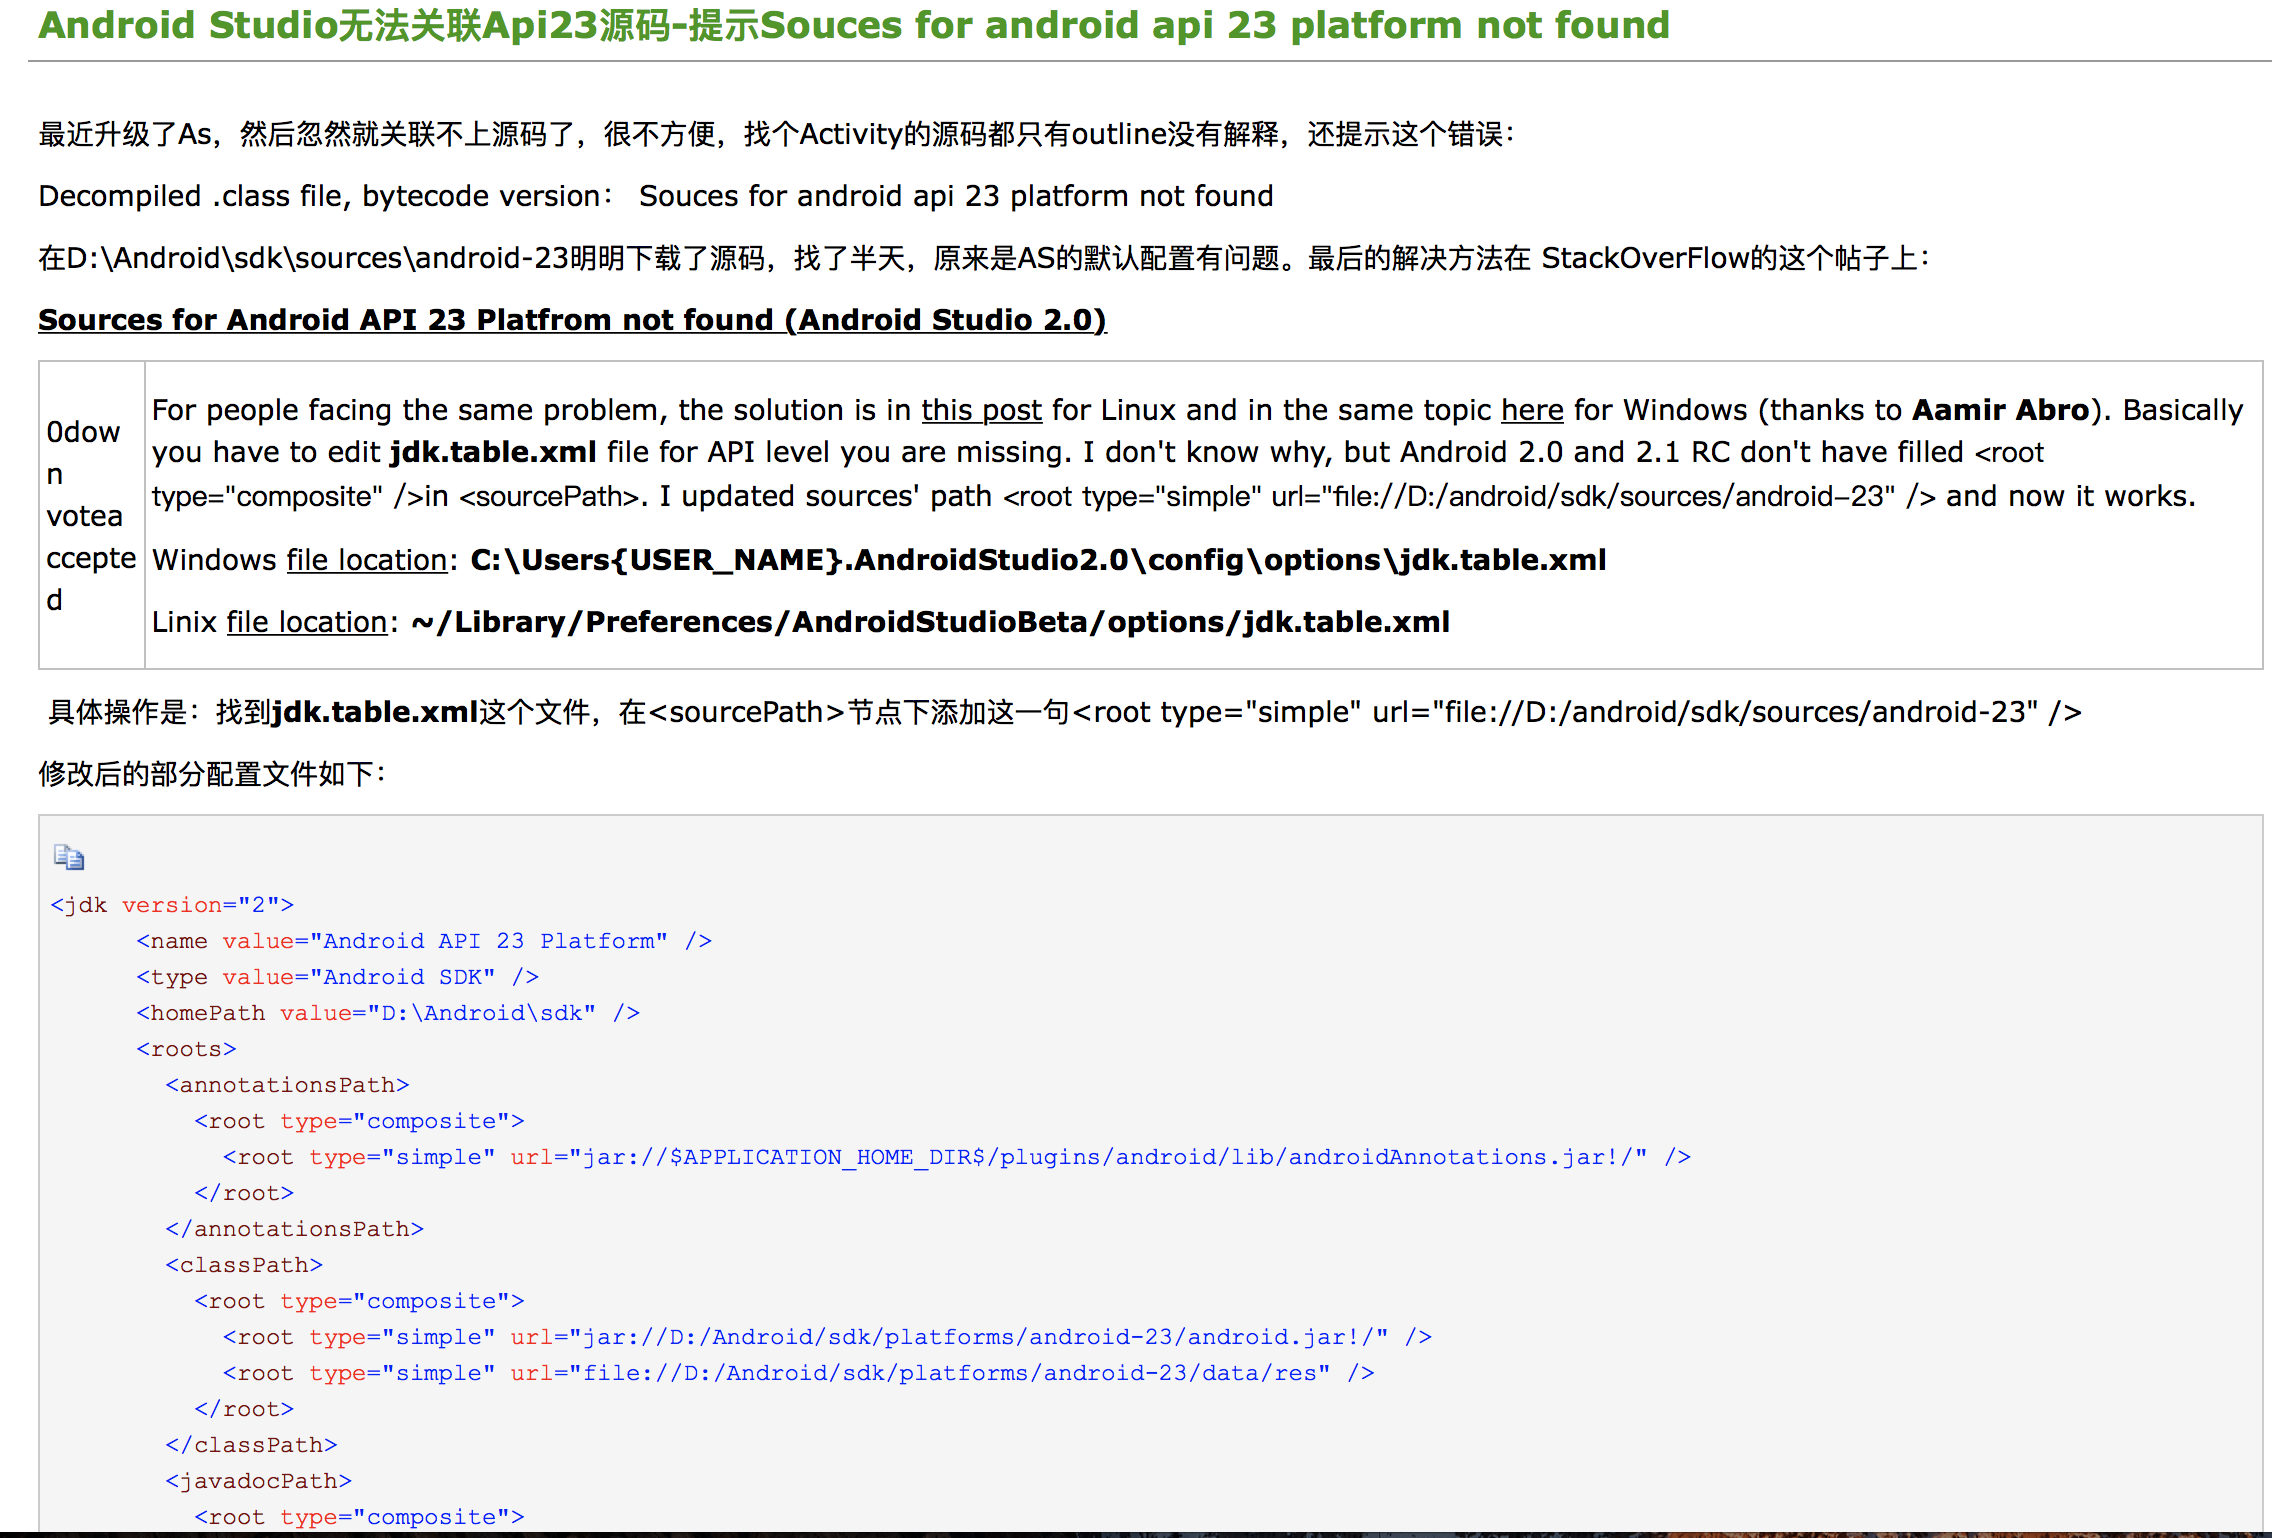 Android Studio无法关联Api23源码-提示Souces for android api 23 platform not found
最近升级了As，然后忽然就关联不上源码了，很不方便，找个Activity的源码都只有outline没有解释，还提示这个错误：
Decompiled .class file, bytecode version： Souces for android api 23 platform not found
在D:\Android\sdk\sources\android-23明明下载了源码，找了半天，原来是AS的默认配置有问题。最后的解决方法在 StackOverFlow的这个帖子上：
Sources for Android API 23 Platfrom not found (Android Studio 2.0)
0dow
n
votea
ccepte
d
For people facing the same problem, the solution is in this post for Linux and in the same topic here for Windows (thanks to Aamir Abro). Basically
you have to edit jdk.table.xml file for API level you are missing. I don't know why, but Android 2.0 and 2.1 RC don't have filled <root
type="composite" />in <sourcePath>. I updated sources' path <root type="simple" url="file://D:/android/sdk/sources/android-23" /> and now it works.
Windows file location: C:\Users{USER_NAME}.AndroidStudio2.0\config\options\jdk.table.xml
Linix file location: ~/Library/Preferences/AndroidStudioBeta/options/jdk.table.xml
具体操作是：找到jdk.table.xml这个文件，在<sourcePath>节点下添加这一句<root type="simple" url="file://D:/android/sdk/sources/android-23" />
修改后的部分配置文件如下：
<jdk version="2">
<name value="Android API 23 Platform" />
<type value="Android SDK" />
<homePath value="D:\Android\sdk" />
<roots>
<annotationsPath>
<root type="composite">
<root type="simple" url="jar://$APPLICATION_HOME_DIR$/plugins/android/lib/androidAnnotations.jar!/" />
</root>
</annotationsPath>
<classPath>
<root type="composite">
<root type="simple" url="jar://D:/Android/sdk/platforms/android-23/android.jar!/" />
<root type="simple" url="file://D:/Android/sdk/platforms/android-23/data/res" />
</root>
</classPath>
<javadocPath>
<root type="composite">